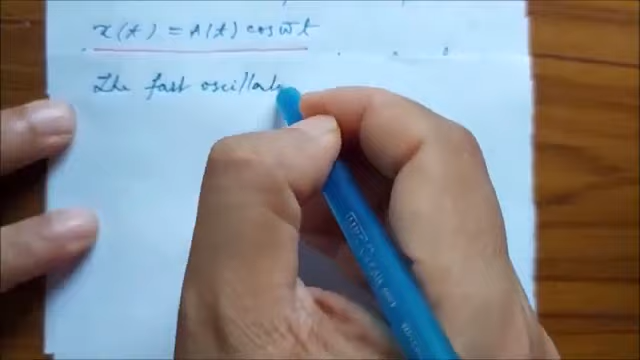 x(t) = A(t) cos ω̄ t
The fast oscillat